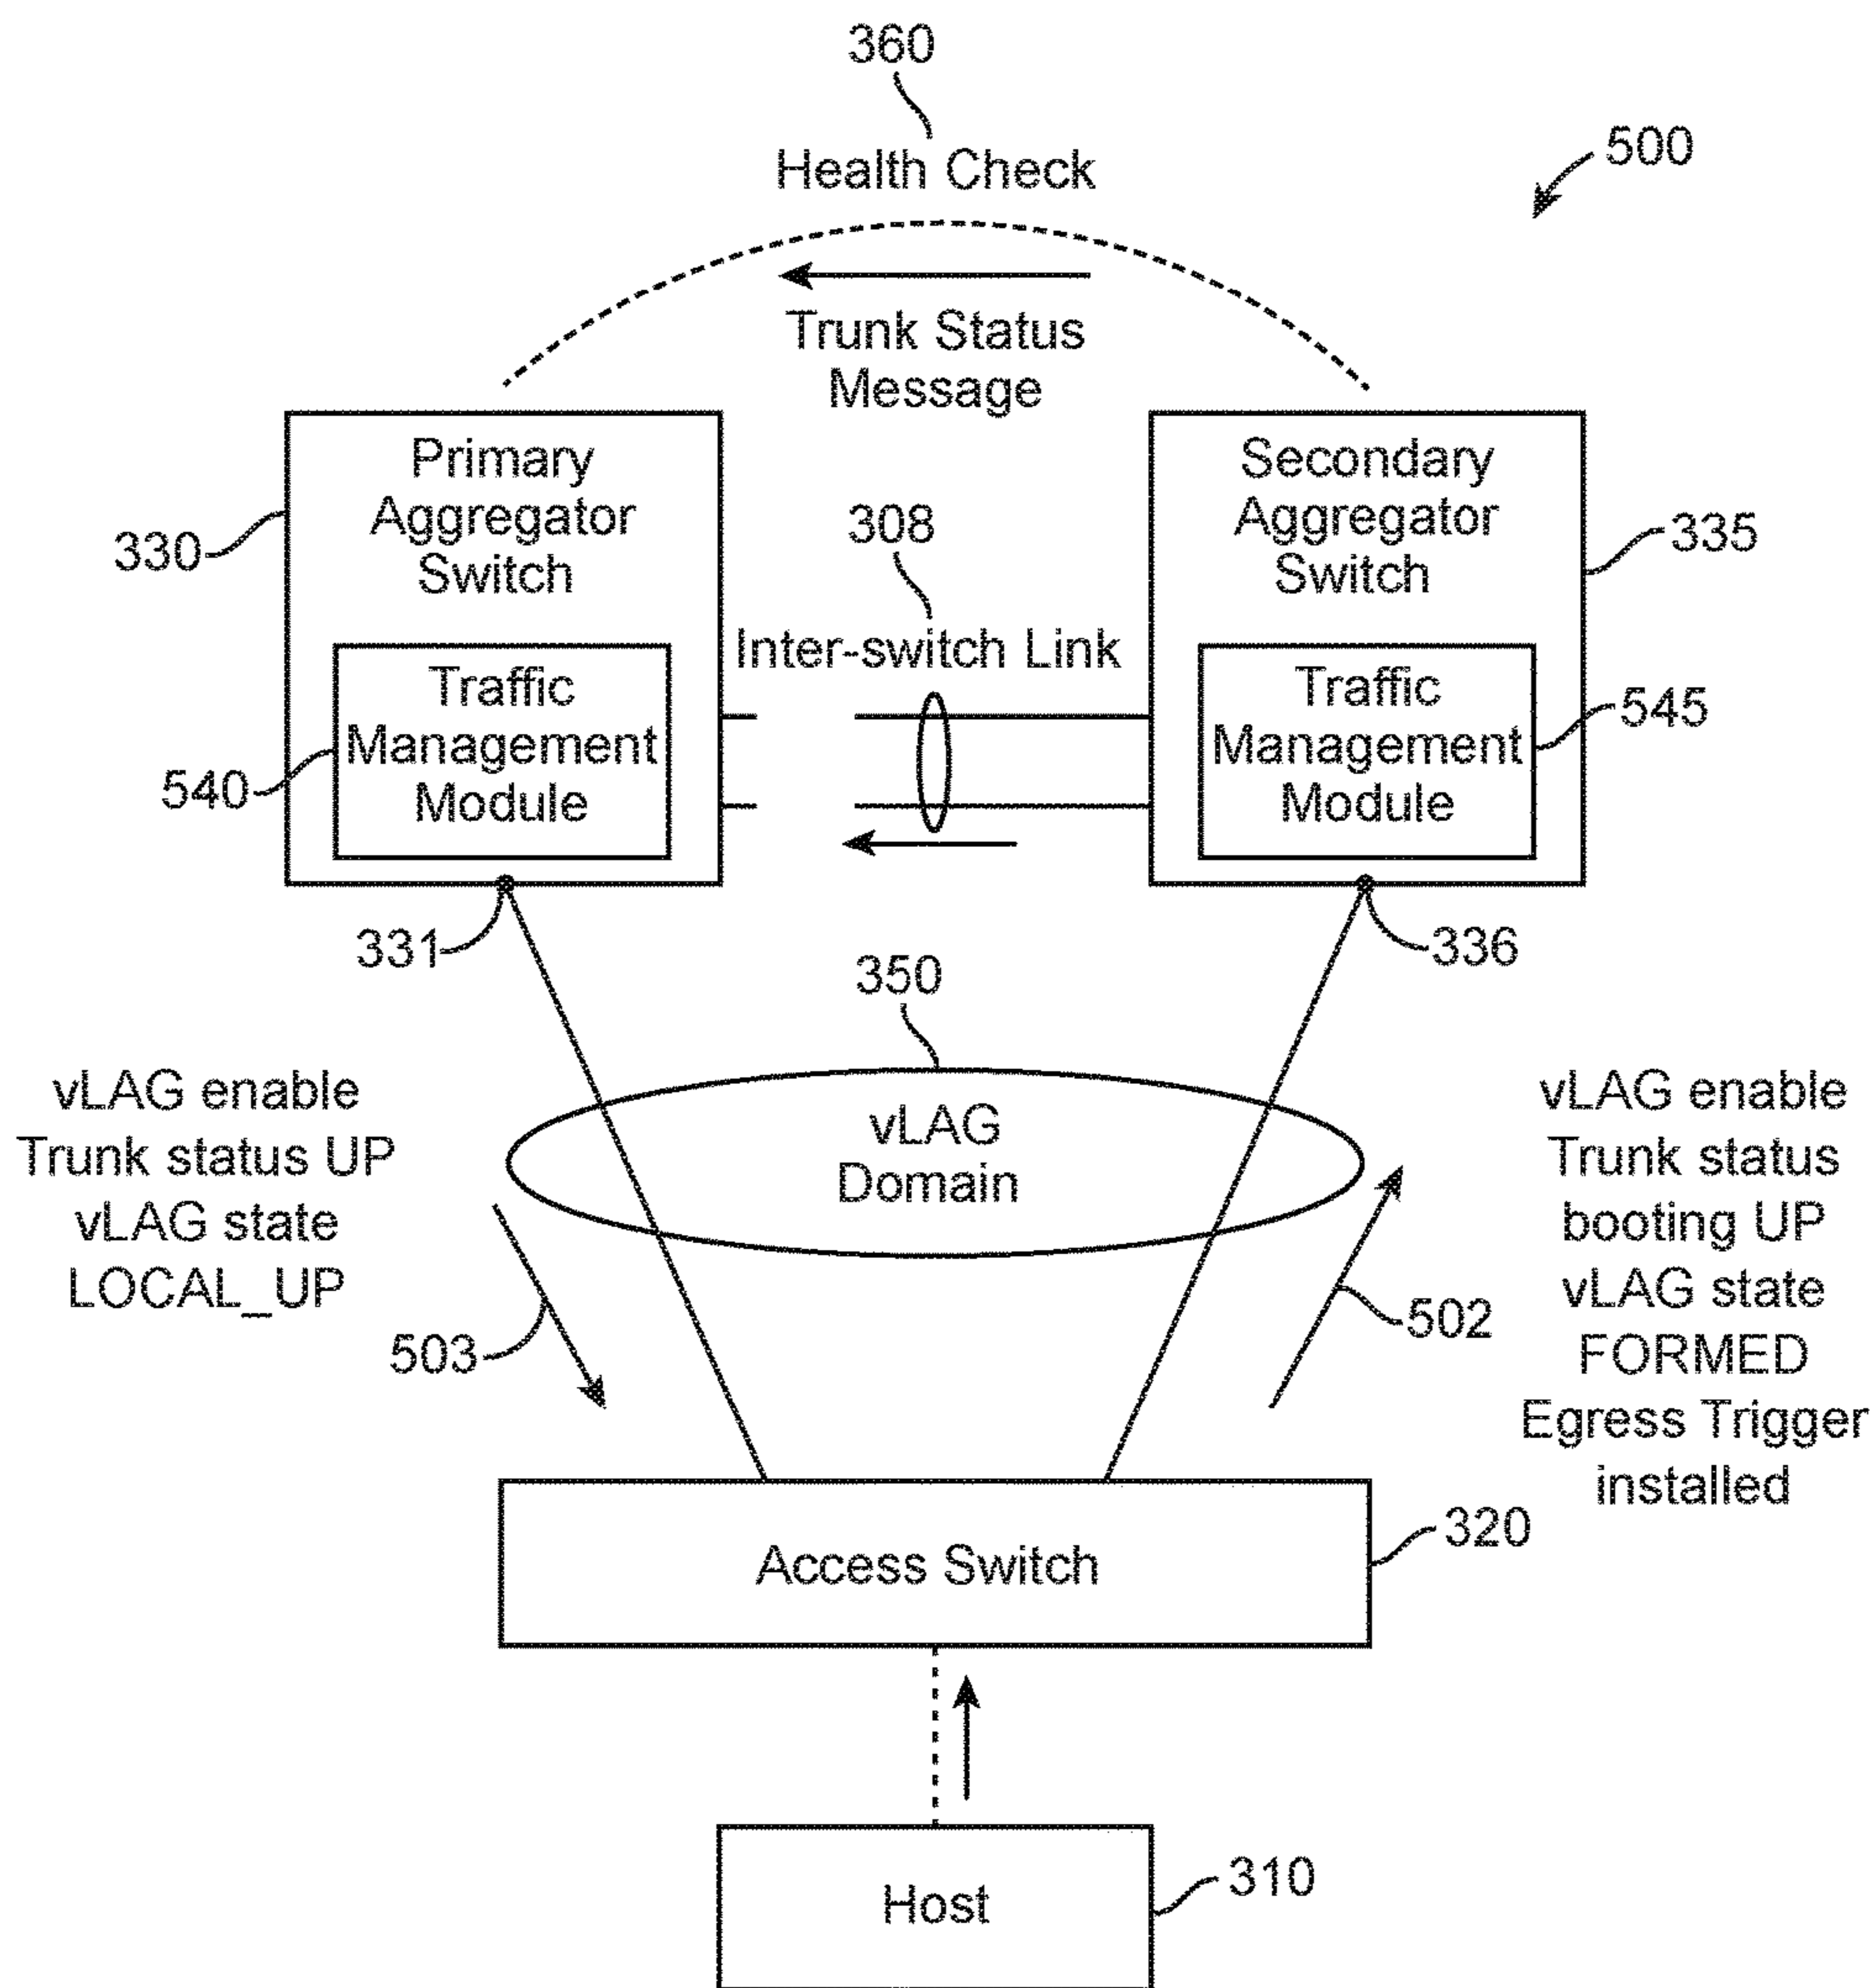 360
Health Check
500
Trunk Status
Message
Primary
Aggregator
Switch
330
Secondary
Aggregator
Switch
335
308
Inter-switch Link
Traffic
Management
Module
540
Traffic
Management
Module
545
331
336
350
vLAG
Domain
vLAG enable
Trunk status UP
vLAG state
LOCAL_UP
503
vLAG enable
Trunk status
booting UP
vLAG state
FORMED
Egress Trigger
installed
502
Access Switch
320
Host
310